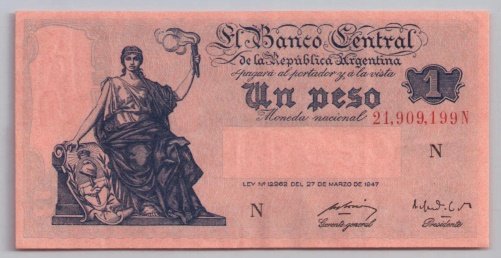 El Banco Central
de la República Argentina
pagará al portador y á la vista
1
Un peso
Moneda nacional 21,909,199N
N
LEY Nº 12962 DEL 27 DE MARZO DE 1947
N
Gerente general
Presidente